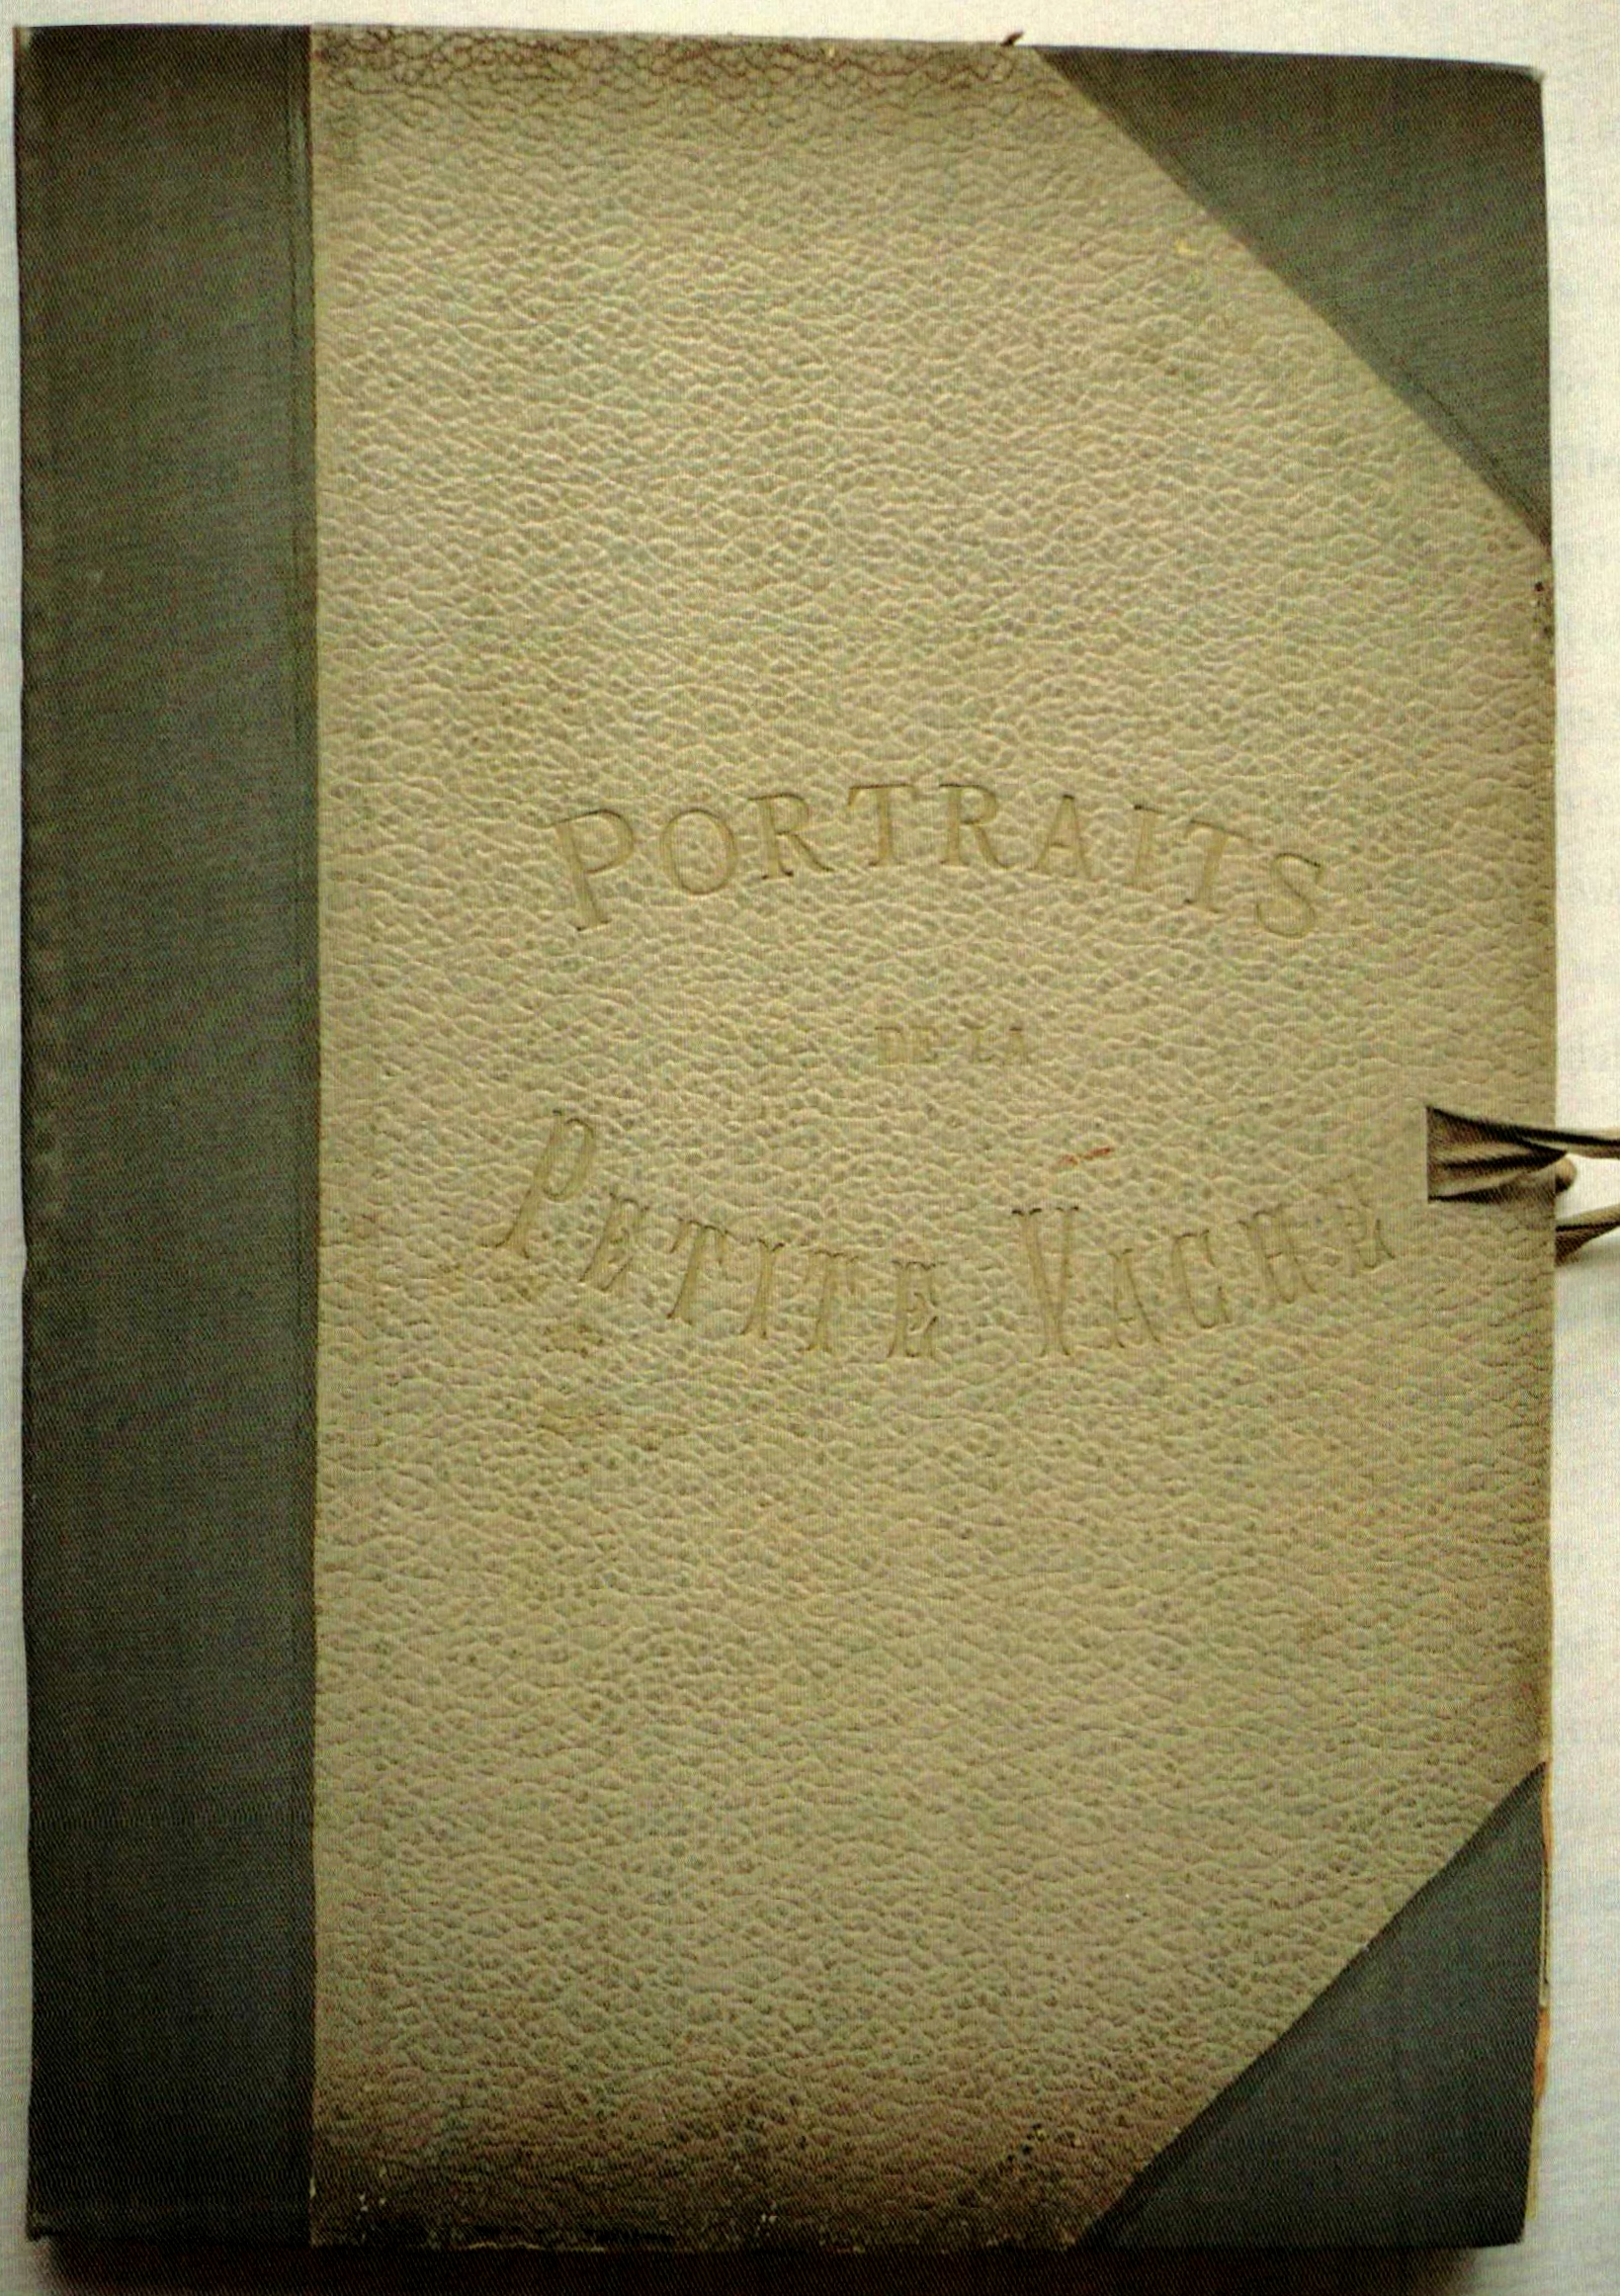 PORTRAITS
DE LA
PETITE VACHE